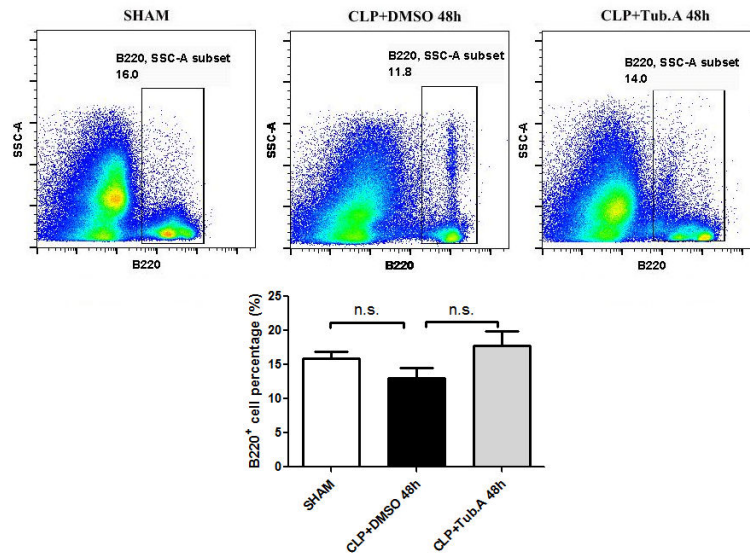 SHAM
CLP+DMSO 48h
CLP+Tub.A 48h
B220, SSC-A subset
16.0
SSC-A
B220
B220, SSC-A subset
11.8
SSC-A
B220
B220, SSC-A subset
14.0
SSC-A
B220
B220⁺ cell percentage (%)
25
20
15
10
5
0
n.s.
n.s.
SHAM
CLP+DMSO 48h
CLP+Tub.A 48h